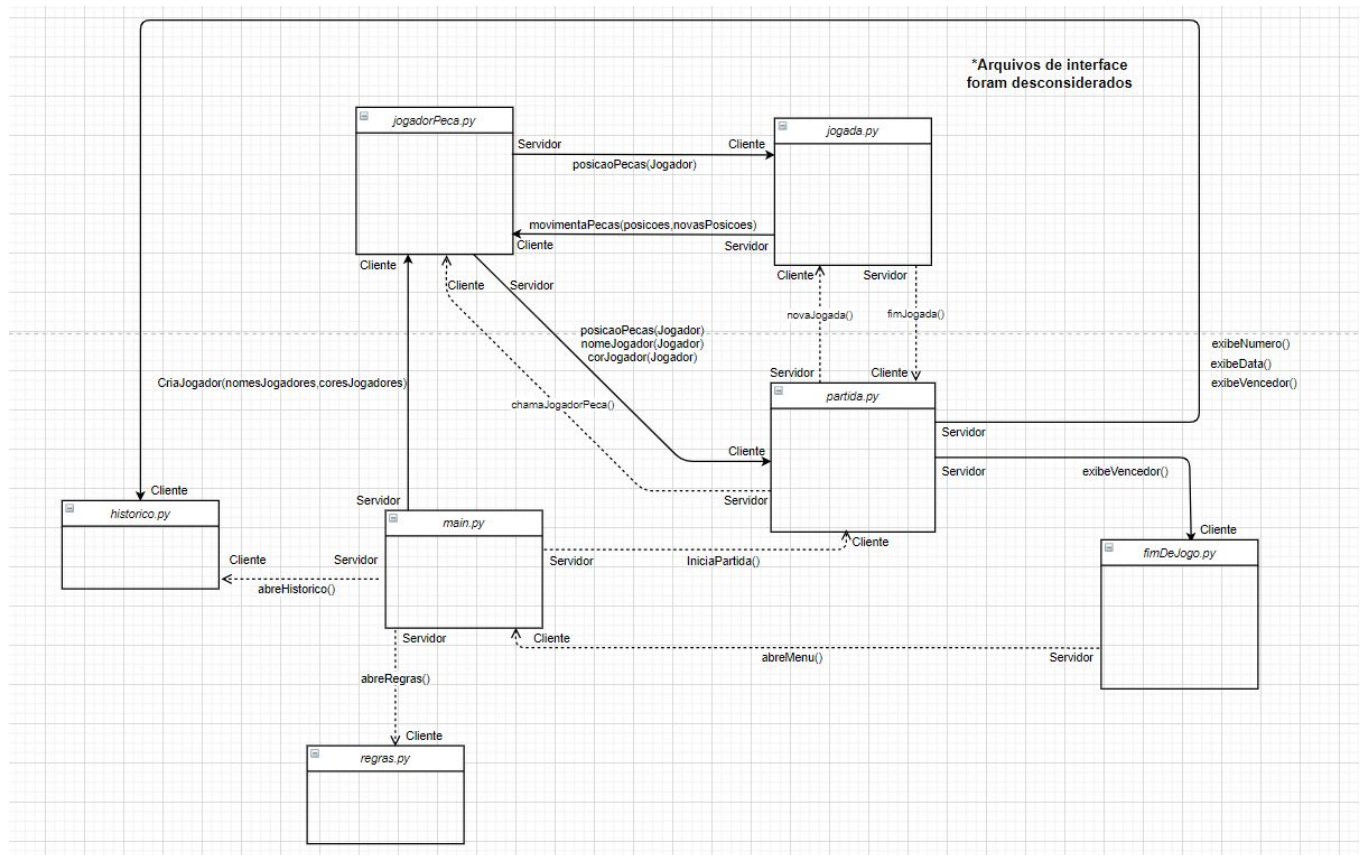 *Arquivos de interface
foram desconsiderados
jogadorPeca.py
jogada.py
Servidor
Cliente
posicaoPecas(Jogador)
movimentaPecas(posicoes,novasPosicoes)
Cliente
Servidor
Cliente
Cliente
Servidor
Cliente
Servidor
novaJogada()
fimJogada()
posicaoPecas(Jogador)
nomeJogador(Jogador)
corJogador(Jogador)
exibeNumero()
exibeData()
exibeVencedor()
CriaJogador(nomesJogadores,coresJogadores)
chamaJogadorPeca()
Servidor
Cliente
partida.py
Servidor
Cliente
Servidor
exibeVencedor()
Cliente
Servidor
Servidor
historico.py
main.py
Cliente
Cliente
fimDeJogo.py
Cliente
Servidor
Servidor
IniciaPartida()
abreHistorico()
Servidor
Cliente
abreMenu()
Servidor
abreRegras()
Cliente
regras.py